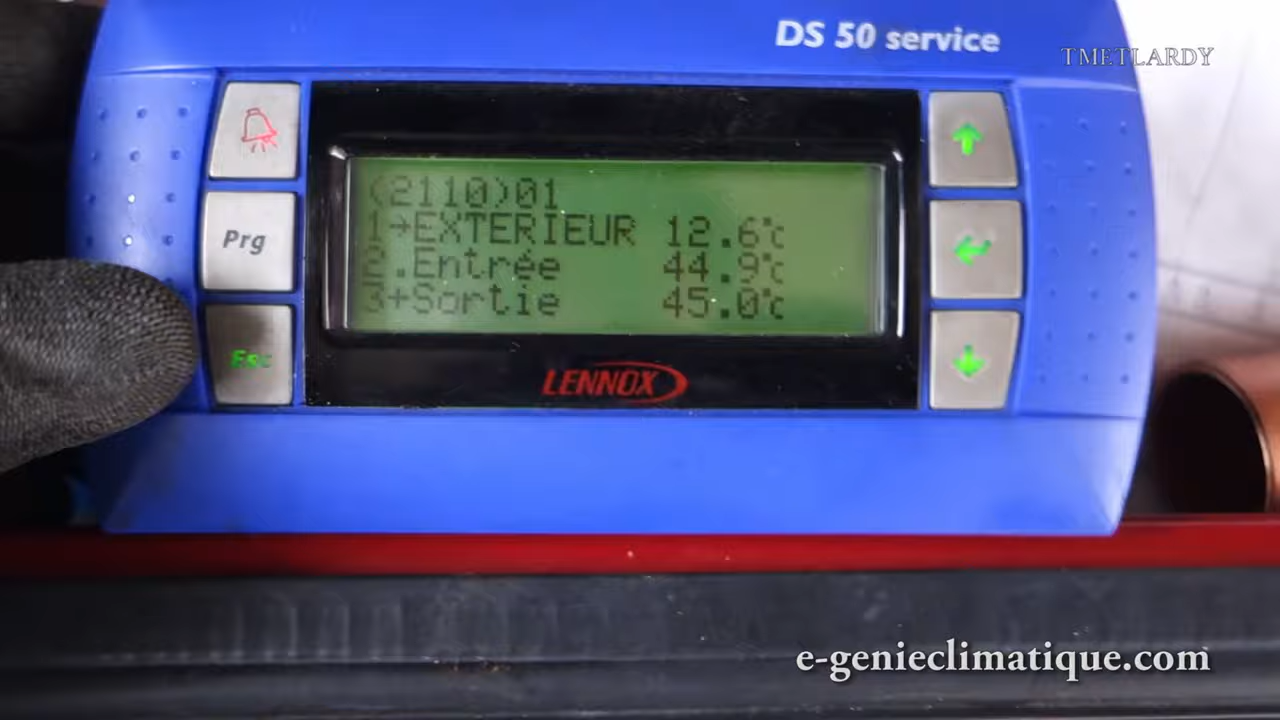 DS 50 service
TMETLARDY
(2110)01
1→EXTERIEUR 12.6°c
2.Entrée 44.9°c
3+Sortie 45.0°c
Prg
Esc
LENNOX
e-genieclimatique.com